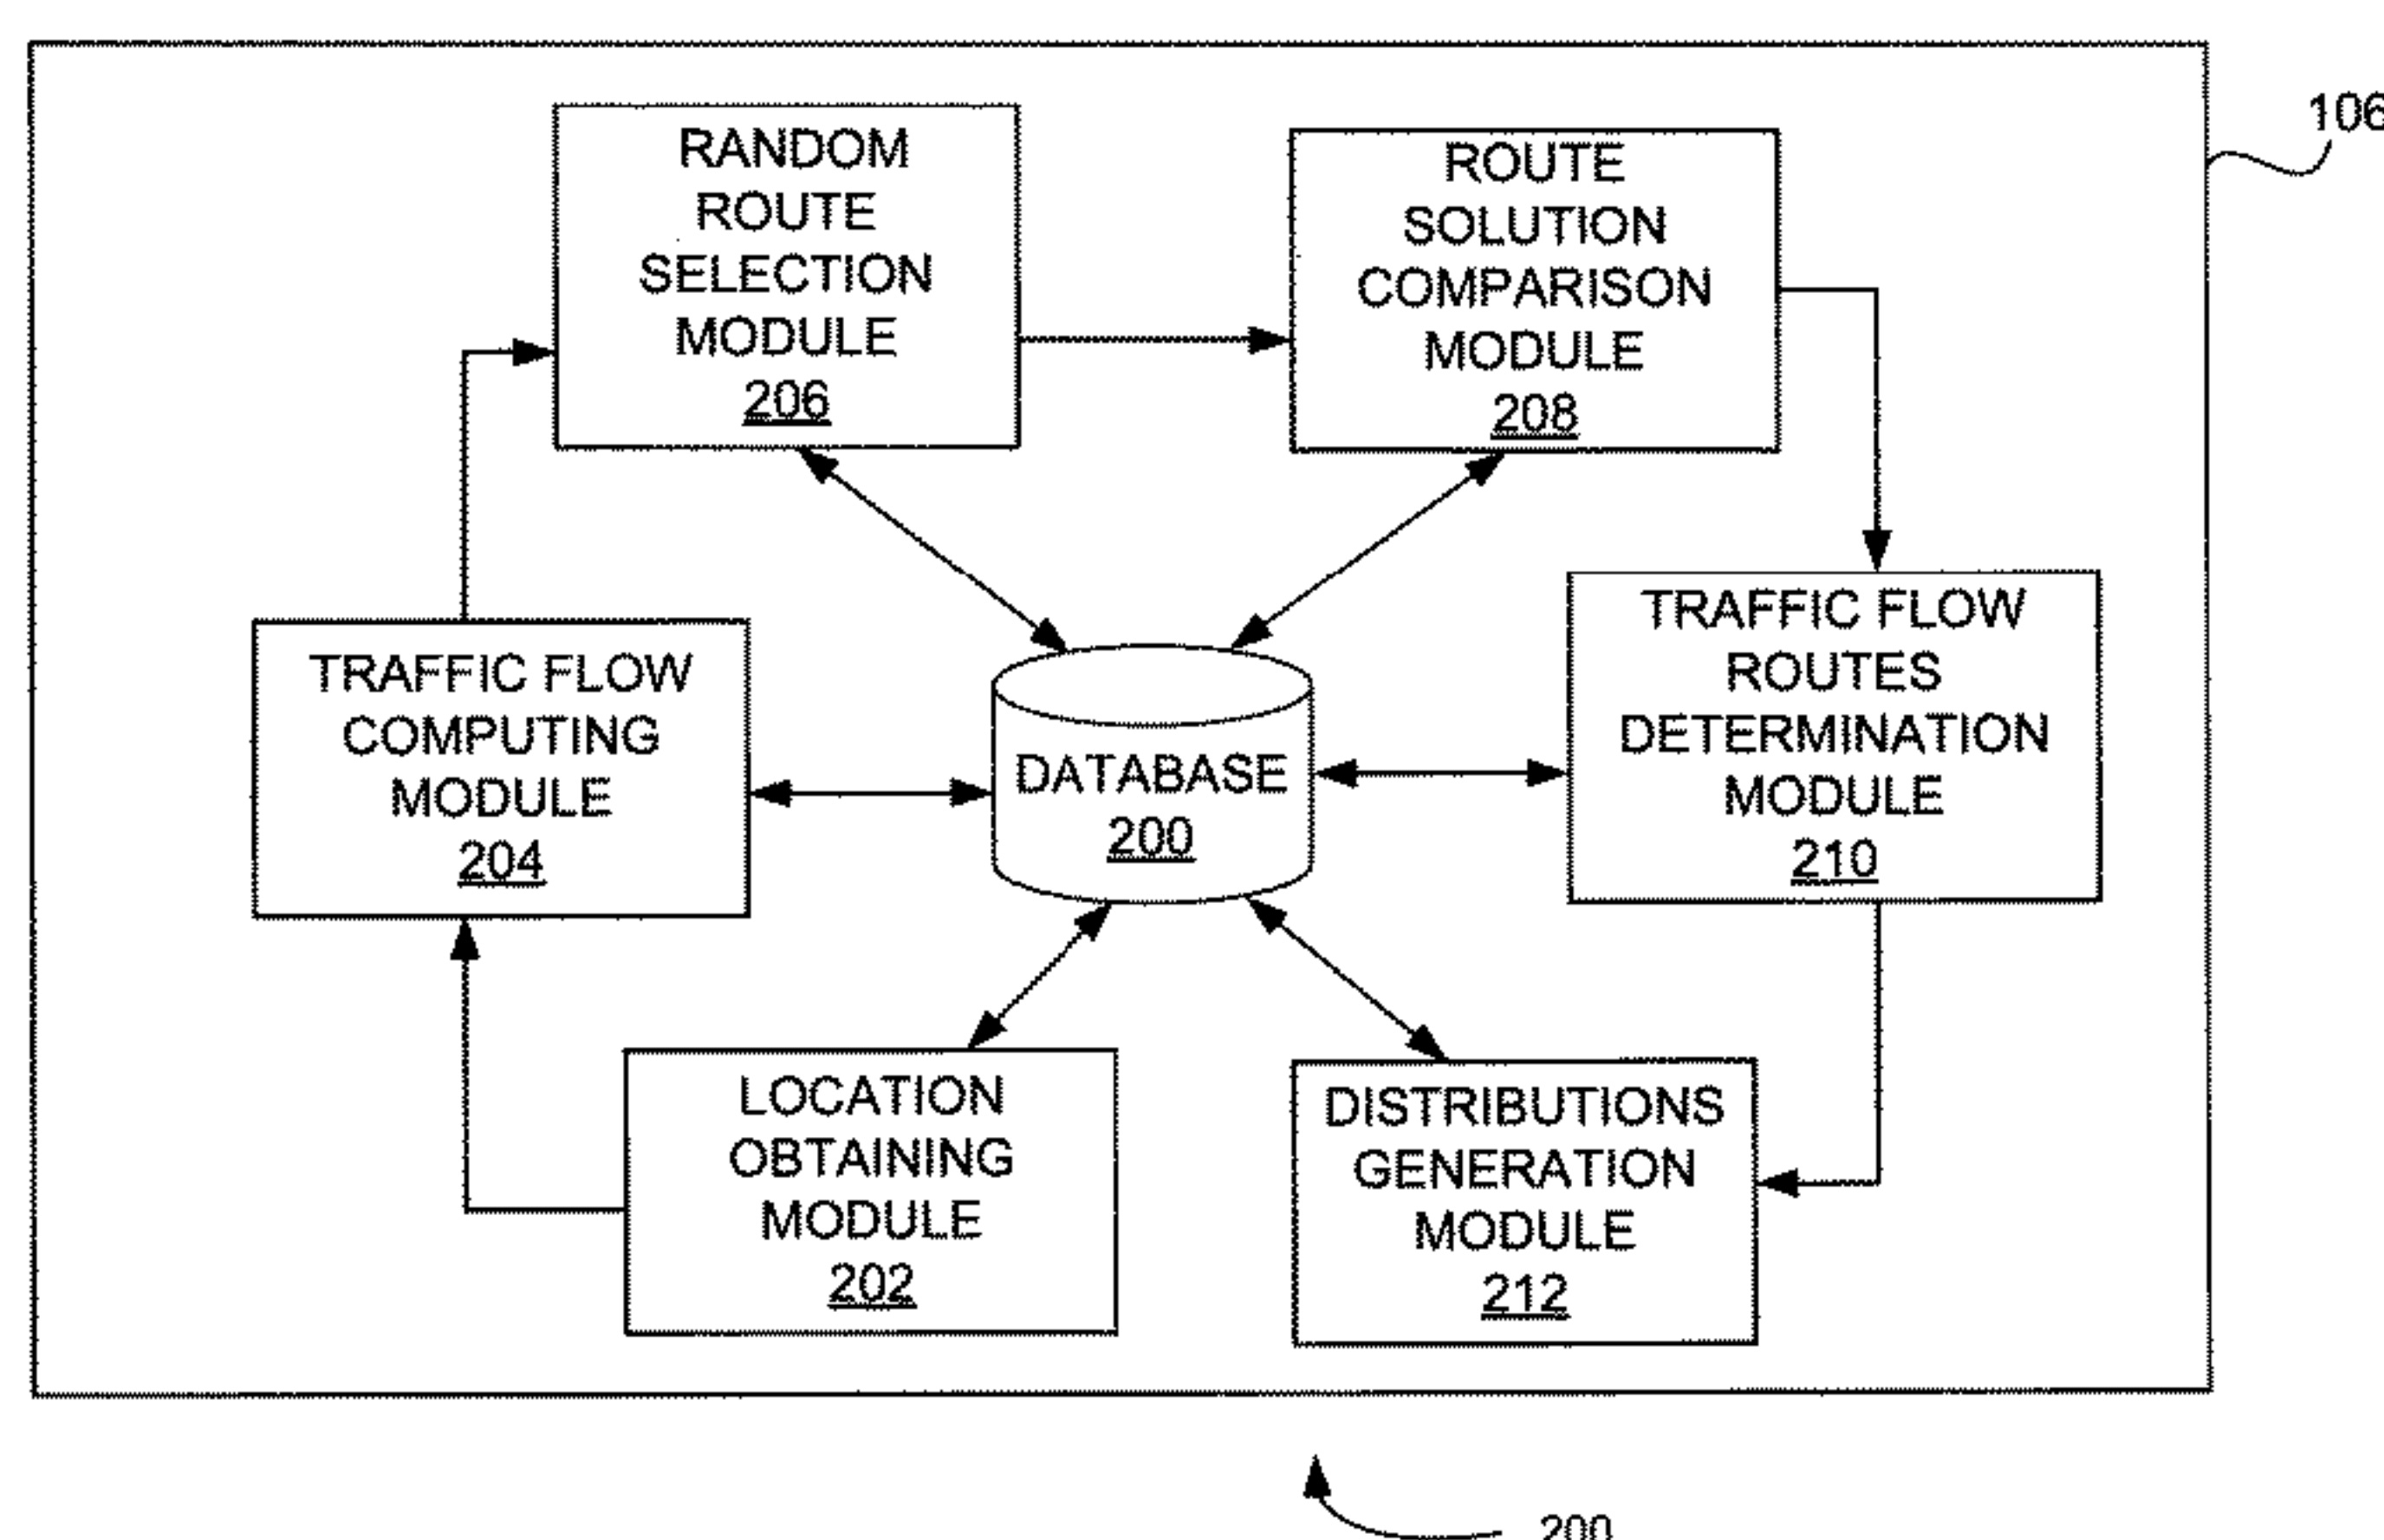 106
RANDOM
ROUTE
SELECTION
MODULE
206
ROUTE
SOLUTION
COMPARISON
MODULE
208
TRAFFIC FLOW
COMPUTING
MODULE
204
DATABASE
200
TRAFFIC FLOW
ROUTES
DETERMINATION
MODULE
210
LOCATION
OBTAINING
MODULE
202
DISTRIBUTIONS
GENERATION
MODULE
212
200